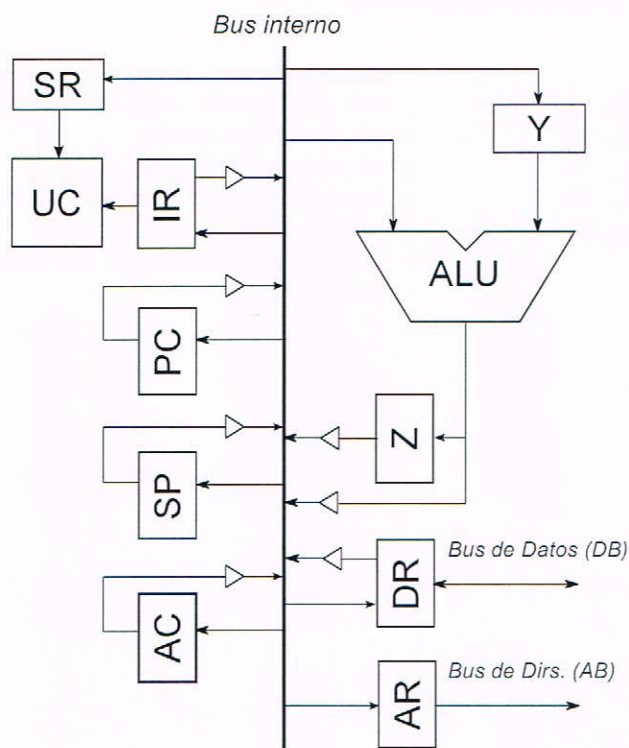 Bus interno
SR
Y
UC
IR
ALU
PC
Z
SP
Bus de Datos (DB)
DR
AC
Bus de Dirs. (AB)
AR